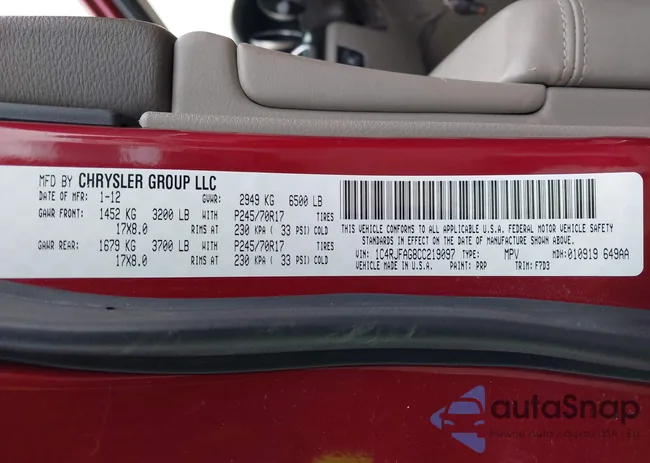 MFD BY CHRYSLER GROUP LLC
DATE OF MFR: 1-12 GVWR: 2949 KG 6500 LB
GAWR FRONT: 1452 KG 3200 LB WITH P245/70R17 TIRES
17X8.0 RIMS AT 230 KPA ( 33 PSI) COLD
GAWR REAR: 1679 KG 3700 LB WITH P245/70R17 TIRES
17X8.0 RIMS AT 230 KPA ( 33 PSI) COLD
THIS VEHICLE CONFORMS TO ALL APPLICABLE U.S.A. FEDERAL MOTOR VEHICLE SAFETY
STANDARDS IN EFFECT ON THE DATE OF MANUFACTURE SHOWN ABOVE.
VIN: 1C4RJFAG8CC219097 TYPE: MPV MDH:010919 649AA
VEHICLE MADE IN U.S.A. PAINT: PRP TRIM: F7D3
autoSnap